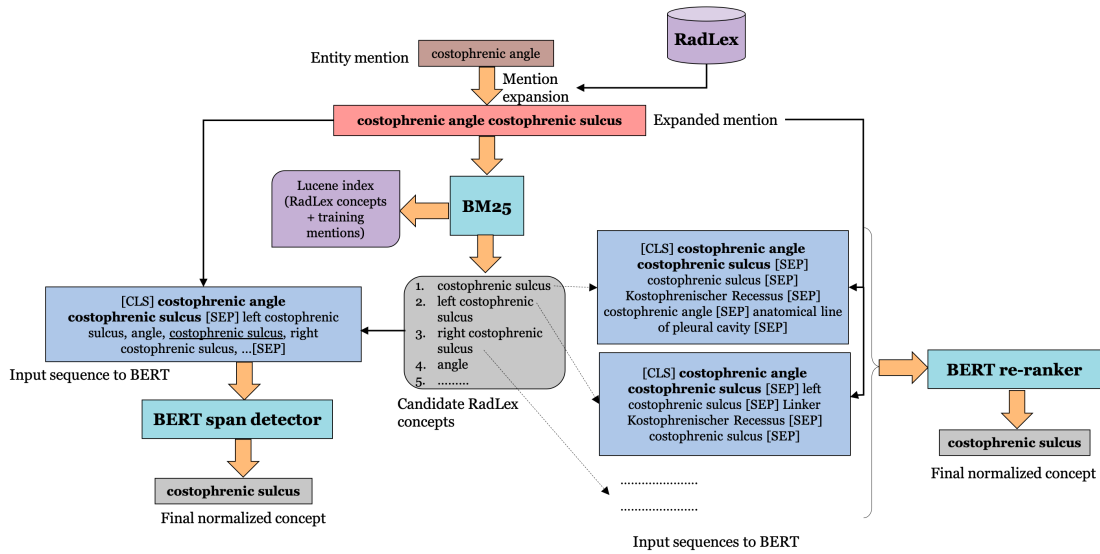 RadLex
Entity mention
costophrenic angle
Mention
expansion
costophrenic angle costophrenic sulcus
Expanded mention
Lucene index
(RadLex concepts
+ training
mentions)
BM25
1. costophrenic sulcus
2. left costophrenic
sulcus
3. right costophrenic
sulcus
4. angle
5. .........
Candidate RadLex
concepts
[CLS] costophrenic angle
costophrenic sulcus [SEP] left costophrenic
sulcus, angle, costophrenic sulcus, right
costophrenic sulcus, ...[SEP]
Input sequence to BERT
BERT span detector
costophrenic sulcus
Final normalized concept
[CLS] costophrenic angle
costophrenic sulcus [SEP]
costophrenic sulcus [SEP]
Kostophrenischer Recessus [SEP]
costophrenic angle [SEP] anatomical line
of pleural cavity [SEP]
[CLS] costophrenic angle
costophrenic sulcus [SEP] left
costophrenic sulcus [SEP] Linker
Kostophrenischer Recessus [SEP]
costophrenic sulcus [SEP]
......................
......................
Input sequences to BERT
BERT re-ranker
costophrenic sulcus
Final normalized concept